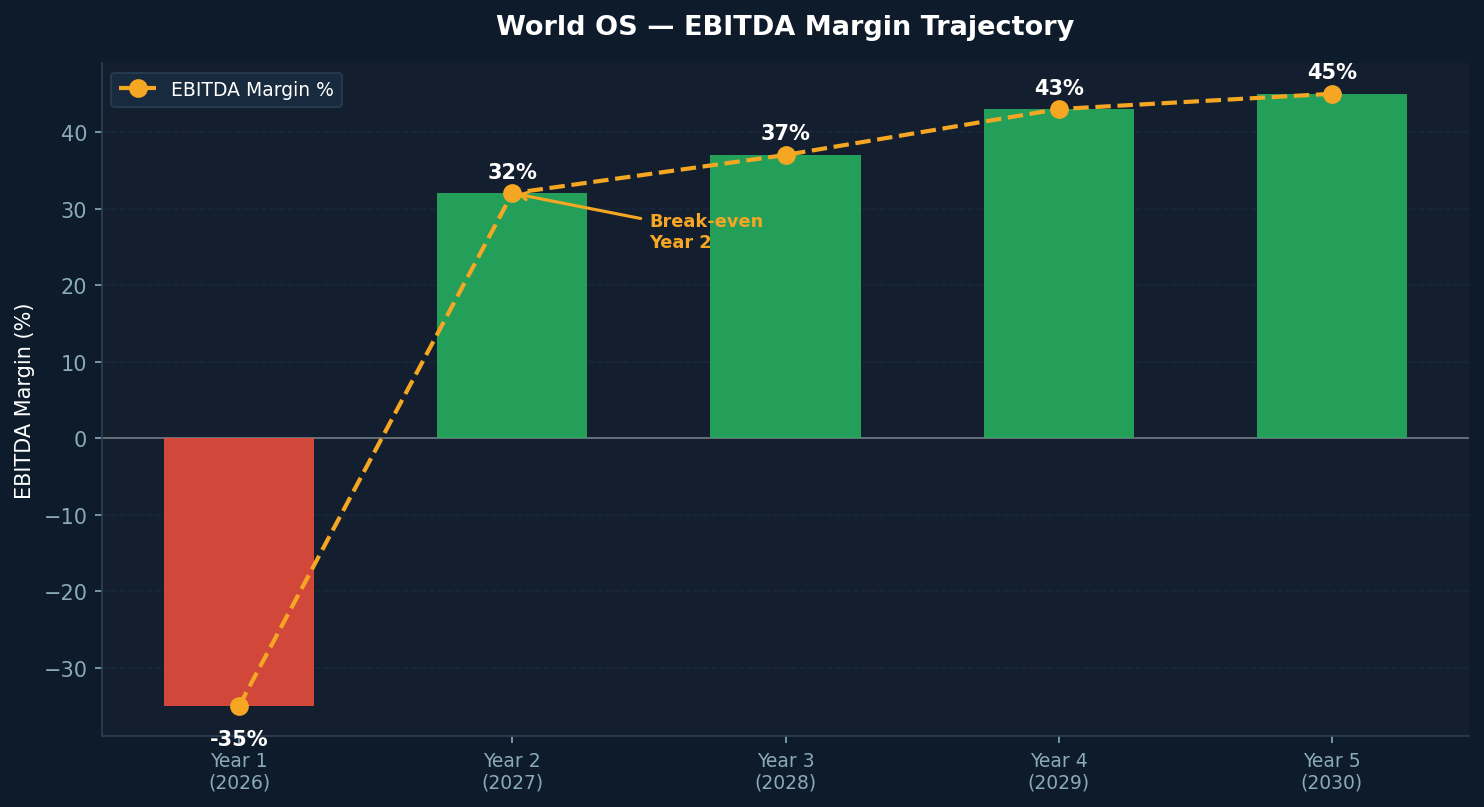 World OS — EBITDA Margin Trajectory
EBITDA Margin %
EBITDA Margin (%)
40
30
20
10
0
−10
−20
−30
-35%
32%
37%
43%
45%
Break-even
Year 2
Year 1
(2026)
Year 2
(2027)
Year 3
(2028)
Year 4
(2029)
Year 5
(2030)